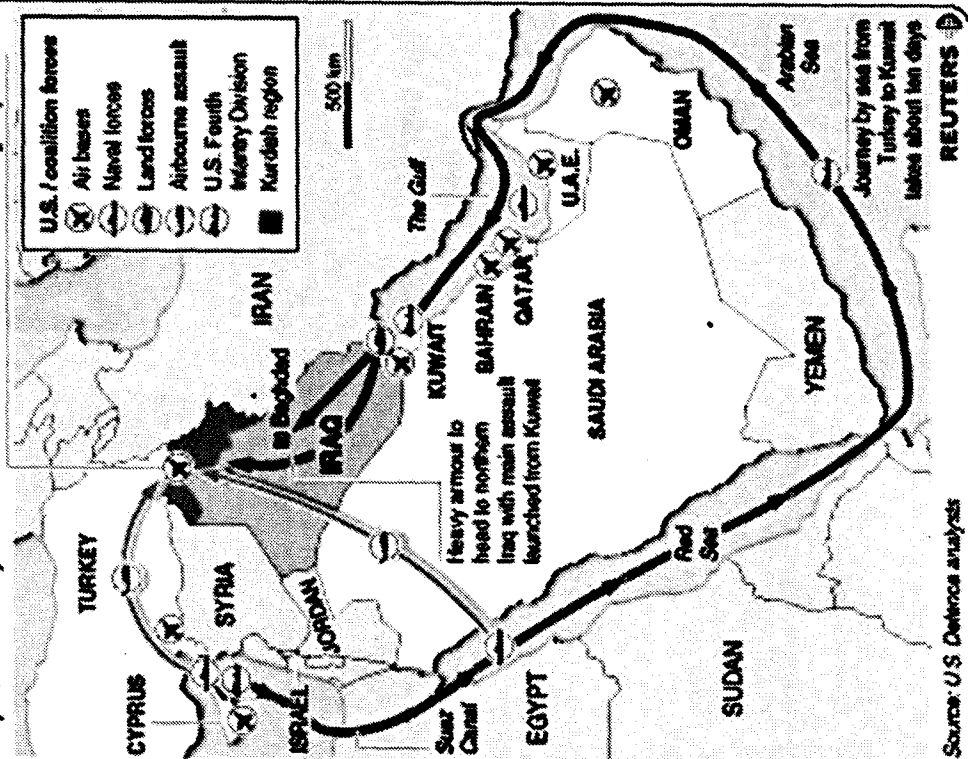 U.S. / coalition forces
Air bases
Naval forces
Land forces
Airbourne assault
U.S. Fourth
Infantry Division
Kurdish region
500 km
TURKEY
CYPRUS
SYRIA
ISRAEL
JORDAN
IRAQ
to Baghdad
IRAN
KUWAIT
The Gulf
BAHRAIN
QATAR
U.A.E.
OMAN
SAUDI ARABIA
YEMEN
Suez
Canal
EGYPT
SUDAN
Red
Sea
Arabian
Sea
Heavy armour to
head to northern
Iraq with main assault
launched from Kuwait
Journey by sea from
Turkey to Kuwait
takes about ten days
Source: U.S. Defence analysts
REUTERS